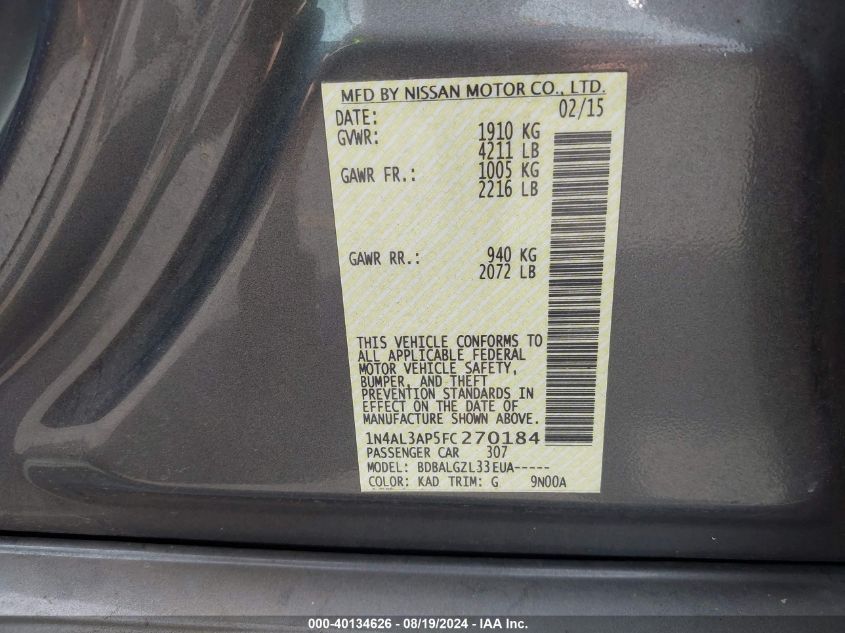 MFD BY NISSAN MOTOR CO., LTD.
DATE: 02/15
GVWR: 1910 KG
4211 LB
GAWR FR.: 1005 KG
2216 LB
GAWR RR.: 940 KG
2072 LB
THIS VEHICLE CONFORMS TO
ALL APPLICABLE FEDERAL
MOTOR VEHICLE SAFETY,
BUMPER, AND THEFT
PREVENTION STANDARDS IN
EFFECT ON THE DATE OF
MANUFACTURE SHOWN ABOVE.
1N4AL3AP5FC270184
PASSENGER CAR 307
MODEL: BDBALGZL33EUA-----
COLOR: KAD TRIM: G 9N00A
000-40134626 - 08/19/2024 - IAA Inc.